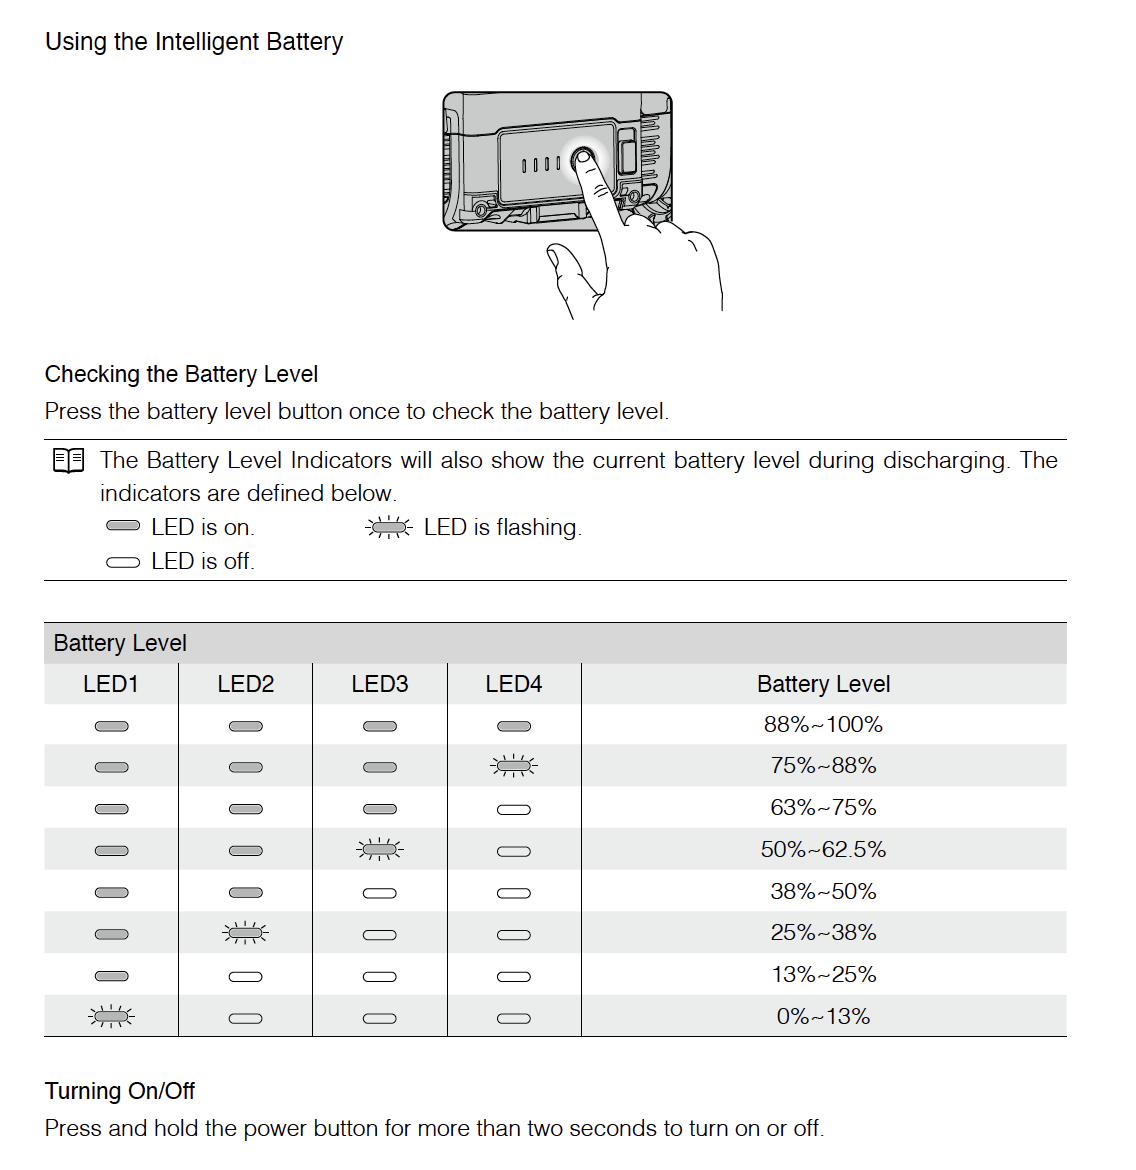 Using the Intelligent Battery
Checking the Battery Level
Press the battery level button once to check the battery level.
The Battery Level Indicators will also show the current battery level during discharging. The
indicators are defined below.
LED is on. LED is flashing.
LED is off.
Battery Level
LED1 LED2 LED3 LED4 Battery Level
88%~100%
75%~88%
63%~75%
50%~62.5%
38%~50%
25%~38%
13%~25%
0%~13%
Turning On/Off
Press and hold the power button for more than two seconds to turn on or off.